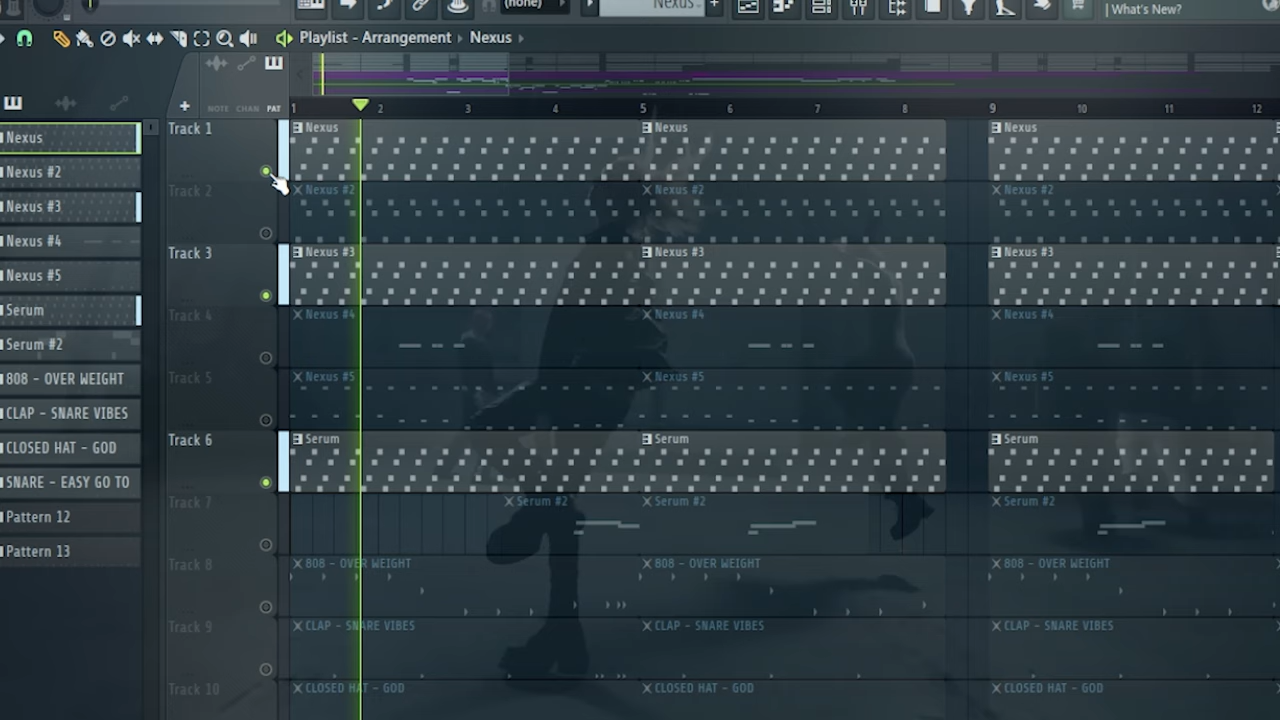 (none) Nexus + | What's New?
Playlist - Arrangement › Nexus ›
NOTE CHAN PAT
1 2 3 4 5 6 7 8 9 10 11 12
Nexus
Nexus #2
Nexus #3
Nexus #4
Nexus #5
Serum
Serum #2
808 - OVER WEIGHT
CLAP - SNARE VIBES
CLOSED HAT - GOD
SNARE - EASY GO TO
Pattern 12
Pattern 13
Track 1 Nexus Nexus Nexus
Track 2 Nexus #2 Nexus #2 Nexus #2
Track 3 Nexus #3 Nexus #3 Nexus #3
Track 4 Nexus #4 Nexus #4 Nexus #4
Track 5 Nexus #5 Nexus #5 Nexus #5
Track 6 Serum Serum Serum
Track 7 Serum #2 Serum #2 Serum #2
Track 8 808 - OVER WEIGHT 808 - OVER WEIGHT 808 - OVER WEIGHT
Track 9 CLAP - SNARE VIBES CLAP - SNARE VIBES CLAP - SNARE VIBES
Track 10 CLOSED HAT - GOD CLOSED HAT - GOD CLOSED HAT - GOD